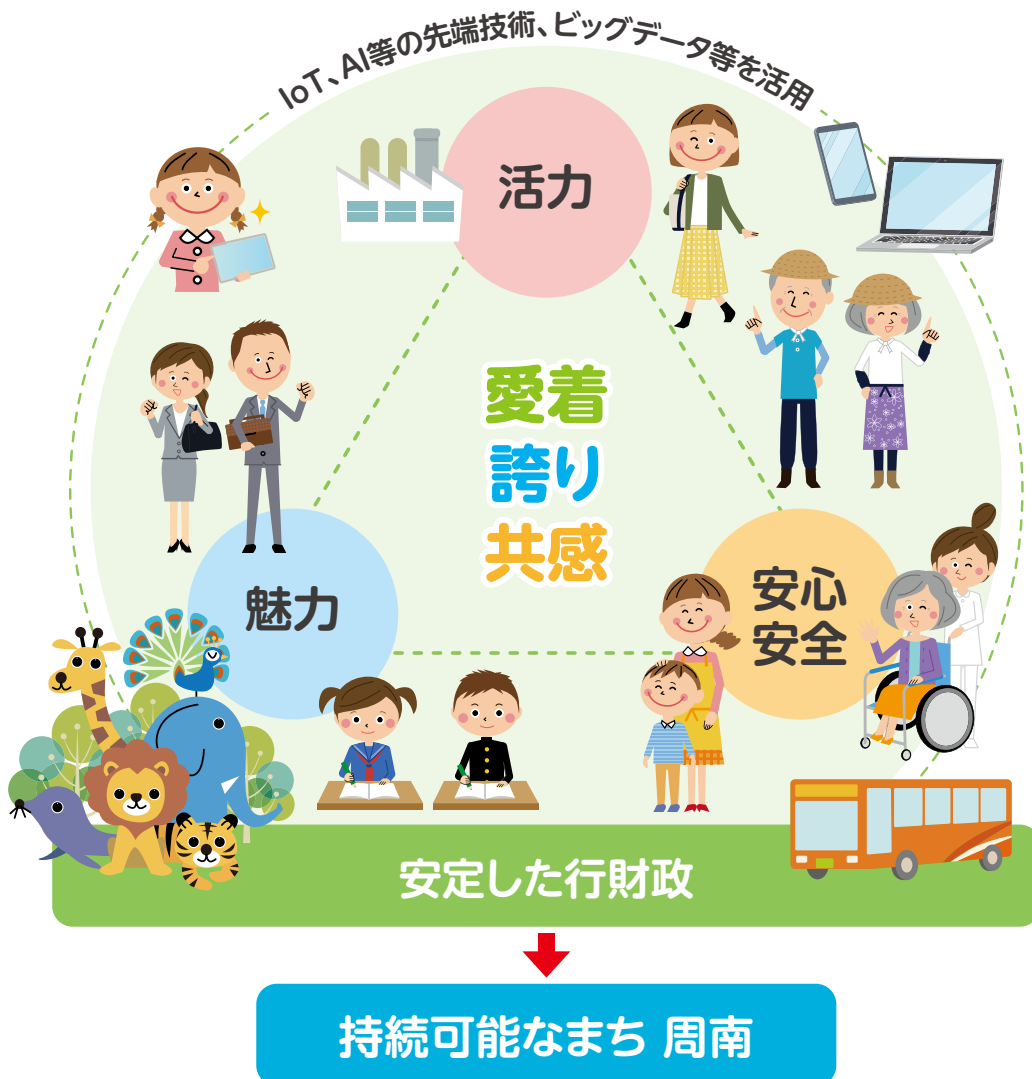 IoT、AI等の先端技術、ビッグデータ等を活用
活力
愛着
誇り
共感
魅力
安心
安全
安定した行財政
持続可能なまち 周南